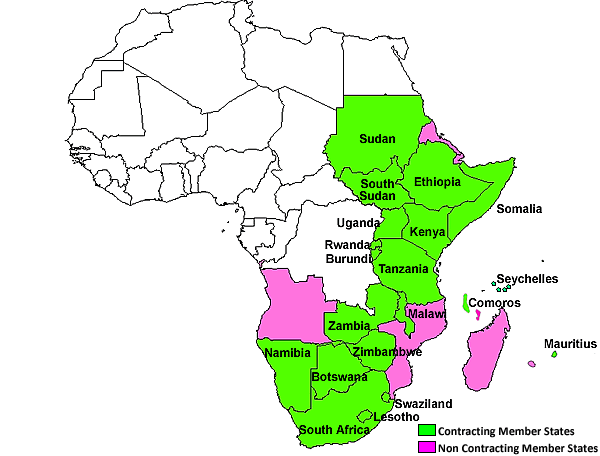 Sudan
South
Sudan
Ethiopia
Somalia
Uganda
Kenya
Rwanda
Burundi
Tanzania
Seychelles
Comoros
Malawi
Zambia
Mauritius
Namibia
Zimbambwe
Botswana
Swaziland
Lesotho
South Africa
Contracting Member States
Non Contracting Member States